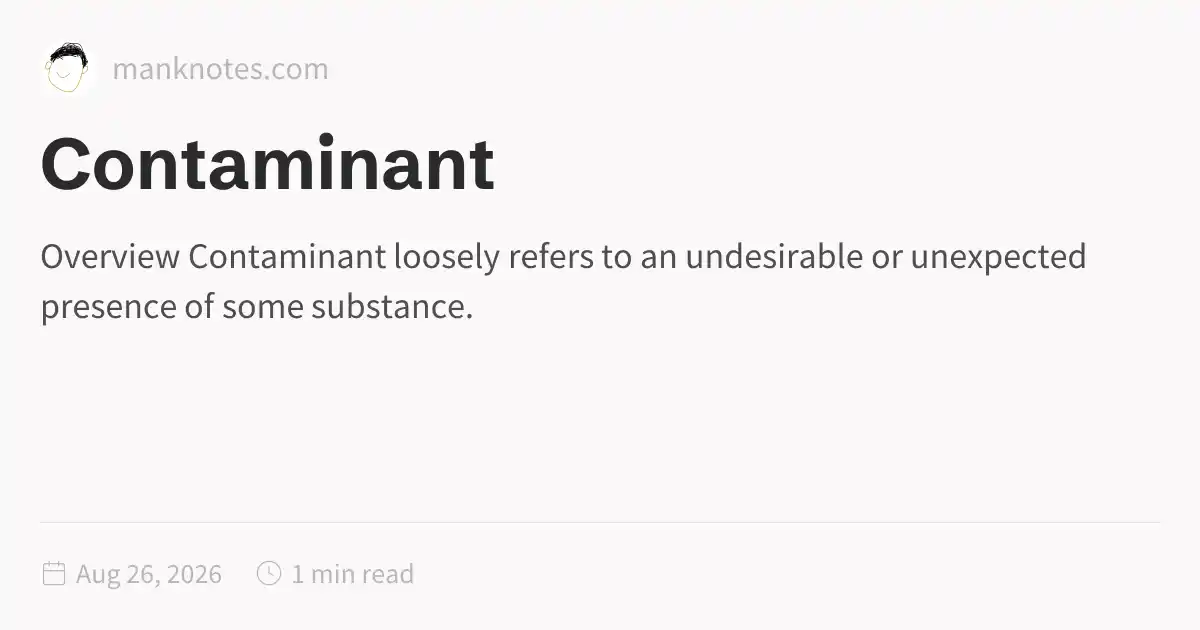 manknotes.com
Contaminant
Overview Contaminant loosely refers to an undesirable or unexpected
presence of some substance.
Aug 26, 2026 1 min read